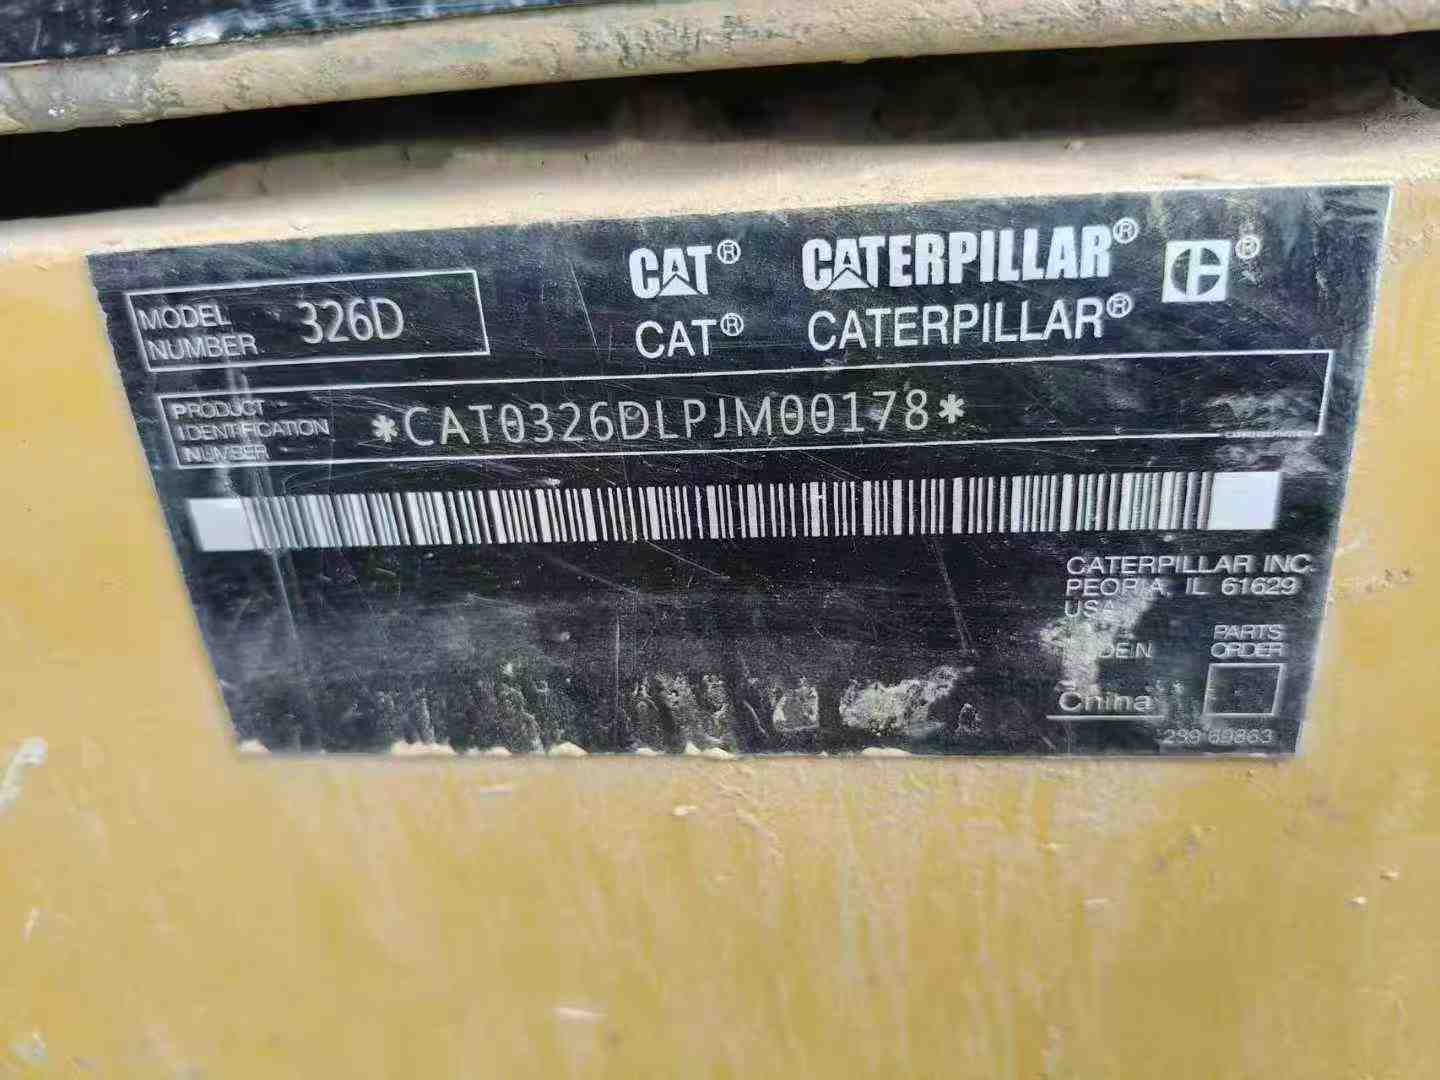 CAT® CATERPILLAR® C®
MODEL NUMBER 326D
CAT® CATERPILLAR®
PRODUCT
IDENTIFICATION
NUMBER
*CAT0326DLPJM00178*
CATERPILLAR INC.
PEORIA, IL 61629
USA
PARTS
ORDER
China